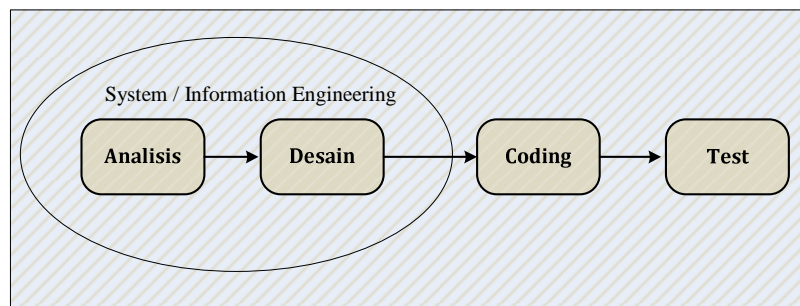 System / Information Engineering
Analisis
Desain
Coding
Test